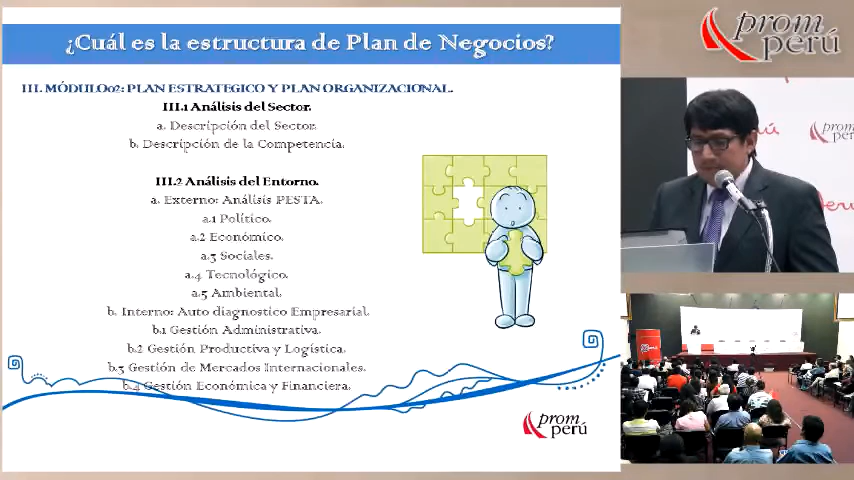 ¿Cuál es la estructura de Plan de Negocios?
III. MÓDULO02: PLAN ESTRATEGICO Y PLAN ORGANIZACIONAL.
III.1 Análisis del Sector.
a. Descripción del Sector.
b. Descripción de la Competencia.
III.2 Análisis del Entorno.
a. Externo: Análisis PESTA.
a.1 Político.
a.2 Económico.
a.3 Sociales.
a.4 Tecnológico.
a.5 Ambiental.
b. Interno: Auto diagnostico Empresarial.
b.1 Gestión Administrativa.
b.2 Gestión Productiva y Logística.
b.3 Gestión de Mercados Internacionales.
b.4 Gestión Económica y Financiera.
prom
perú
prom
perú
prom
perú